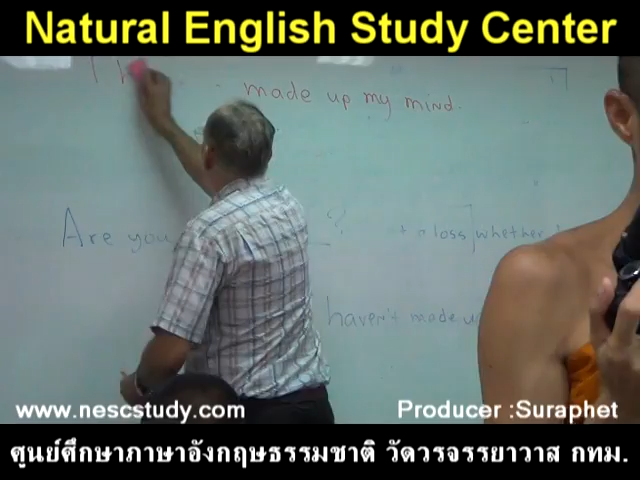 Natural English Study Center
made up my mind.
Are you ?
a loss whether
haven't made up
www.nescstudy.com
Producer :Suraphet
ศูนย์ศึกษาภาษาอังกฤษธรรมชาติ วัดวรจรรยาวาส กทม.